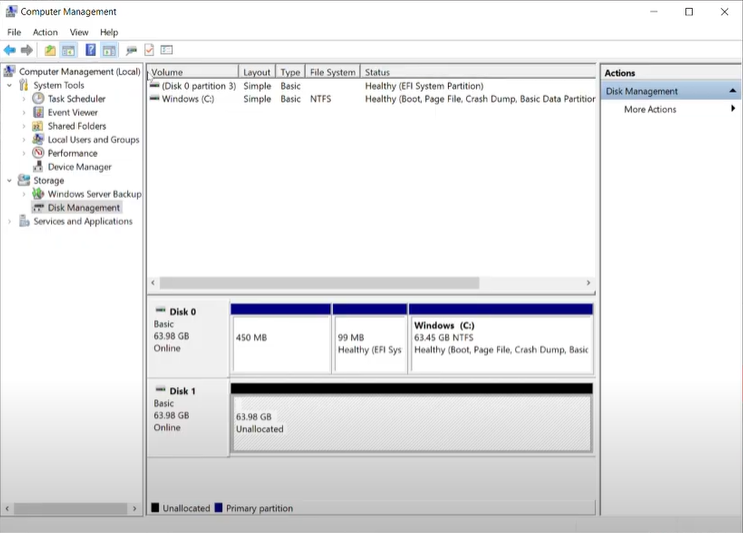 Computer Management
File Action View Help
Computer Management (Local)
System Tools
Task Scheduler
Event Viewer
Shared Folders
Local Users and Groups
Performance
Device Manager
Storage
Windows Server Backup
Disk Management
Services and Applications
Volume Layout Type File System Status
(Disk 0 partition 3) Simple Basic Healthy (EFI System Partition)
Windows (C:) Simple Basic NTFS Healthy (Boot, Page File, Crash Dump, Basic Data Partition
Disk 0
Basic
63.98 GB
Online
450 MB
99 MB
Healthy (EFI Sys
Windows (C:)
63.45 GB NTFS
Healthy (Boot, Page File, Crash Dump, Basic
Disk 1
Basic
63.98 GB
Online
63.98 GB
Unallocated
Unallocated Primary partition
Actions
Disk Management
More Actions